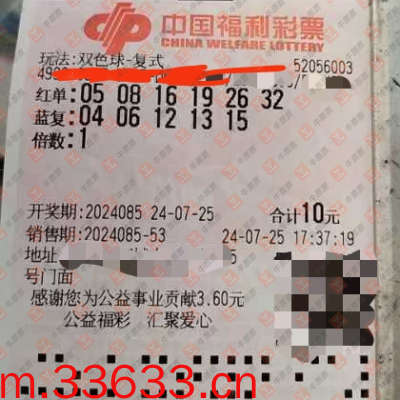 中国福利彩票
CHINA WELFARE LOTTERY
玩法:双色球-复式
52056003
红单:05 08 16 19 26 32
蓝复:04 06 12 13 15
倍数:1
开奖期:2024085 24-07-25 合计10元
销售期:2024085-53 24-07-25 17:37:19
地址
号门面
感谢您为公益事业贡献3.60元
公益福彩 汇聚爱心
m.33633.cn